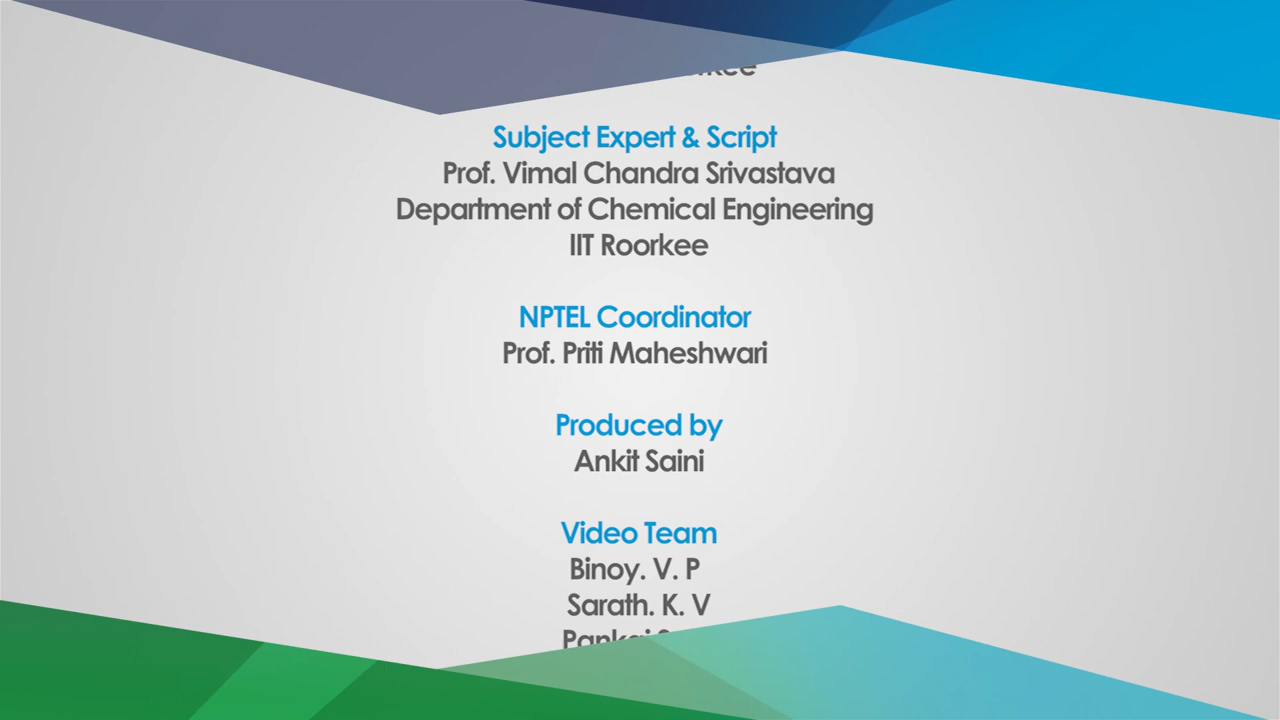 Subject Expert & Script
Prof. Vimal Chandra Srivastava
Department of Chemical Engineering
IIT Roorkee
NPTEL Coordinator
Prof. Priti Maheshwari
Produced by
Ankit Saini
Video Team
Binoy. V. P
Sarath. K. V